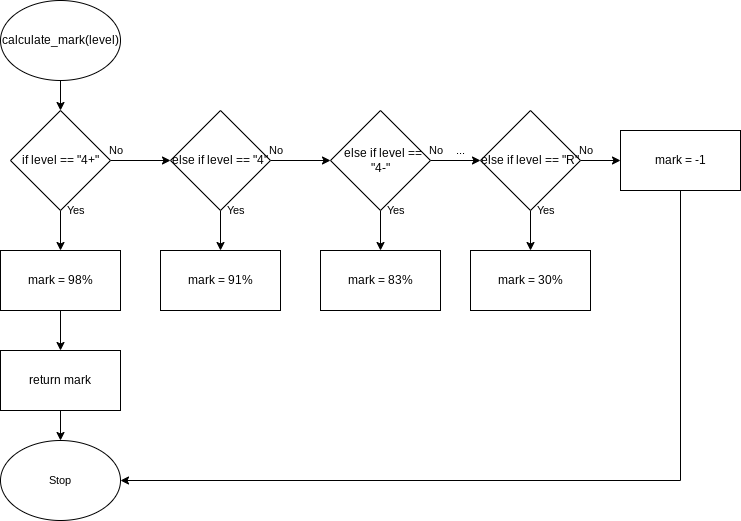 calculate_mark(level)
if level == "4+"
No
else if level == "4"
No
else if level ==
"4-"
No
...
else if level == "R"
No
mark = -1
Yes
Yes
Yes
Yes
mark = 98%
mark = 91%
mark = 83%
mark = 30%
return mark
Stop